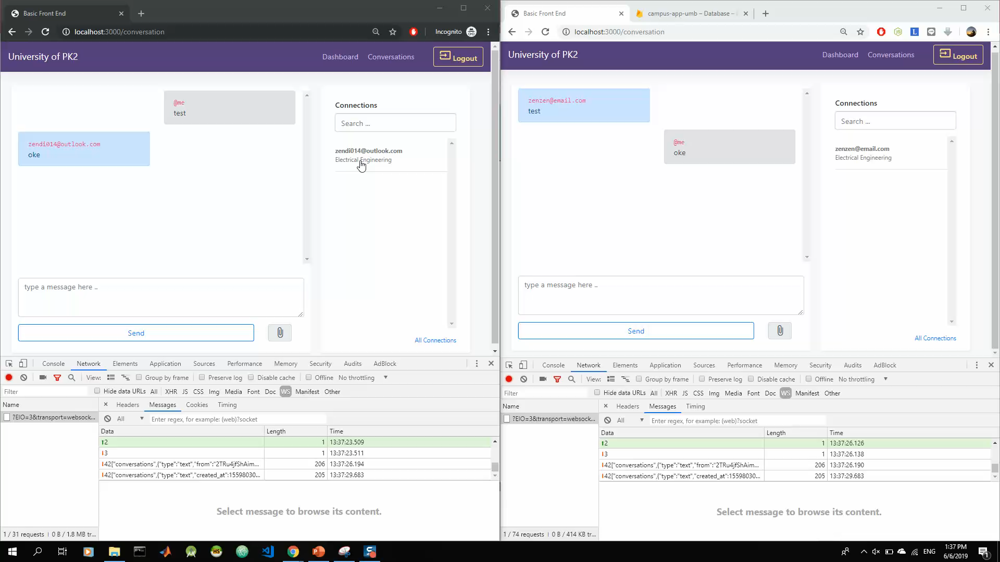 Basic Front End
localhost:3000/conversation
Incognito
University of PK2
Dashboard
Conversations
Logout
@me
test
zendi014@outlook.com
oke
Connections
Search ...
zendi014@outlook.com
Electrical Engineering
type a message here ..
Send
All Connections
Console Network Elements Application Sources Performance Memory Security Audits AdBlock
View: Group by frame Preserve log Disable cache Offline No throttling
Filter Hide data URLs All XHR JS CSS Img Media Font Doc WS Manifest Other
Name Headers Messages Cookies Timing
?EIO=3&transport=websock... All Enter regex, for example: (web)?socket
Data Length Time
2 1 13:37:23.509
3 1 13:37:23.511
42["conversations",{"type":"text","from":"2TRu4jfShAim... 206 13:37:26.194
42["conversations",{"type":"text","created_at":15598030... 205 13:37:29.683
Select message to browse its content.
1 / 31 requests | 0 B / 1.8 MB tr...
Basic Front End
campus-app-umb – Database –
localhost:3000/conversation
University of PK2
Dashboard
Conversations
Logout
zenzen@email.com
test
@me
oke
Connections
Search ...
zenzen@email.com
Electrical Engineering
type a message here ..
Send
All Connections
Console Network Elements Application Sources Performance Memory Security Audits AdBlock
View: Group by frame Preserve log Disable cache Offline No throttling
Filter Hide data URLs All XHR JS CSS Img Media Font Doc WS Manifest Other
Name Headers Messages Timing
?EIO=3&transport=websock... All Enter regex, for example: (web)?socket
Data Length Time
2 1 13:37:26.126
3 1 13:37:26.138
42["conversations",{"type":"text","from":"2TRu4jfShAim... 206 13:37:26.190
42["conversations",{"type":"text","created_at":15598030... 205 13:37:29.683
Select message to browse its content.
1 / 74 requests | 0 B / 414 KB tr...
ENG
1:37 PM
6/6/2019
1